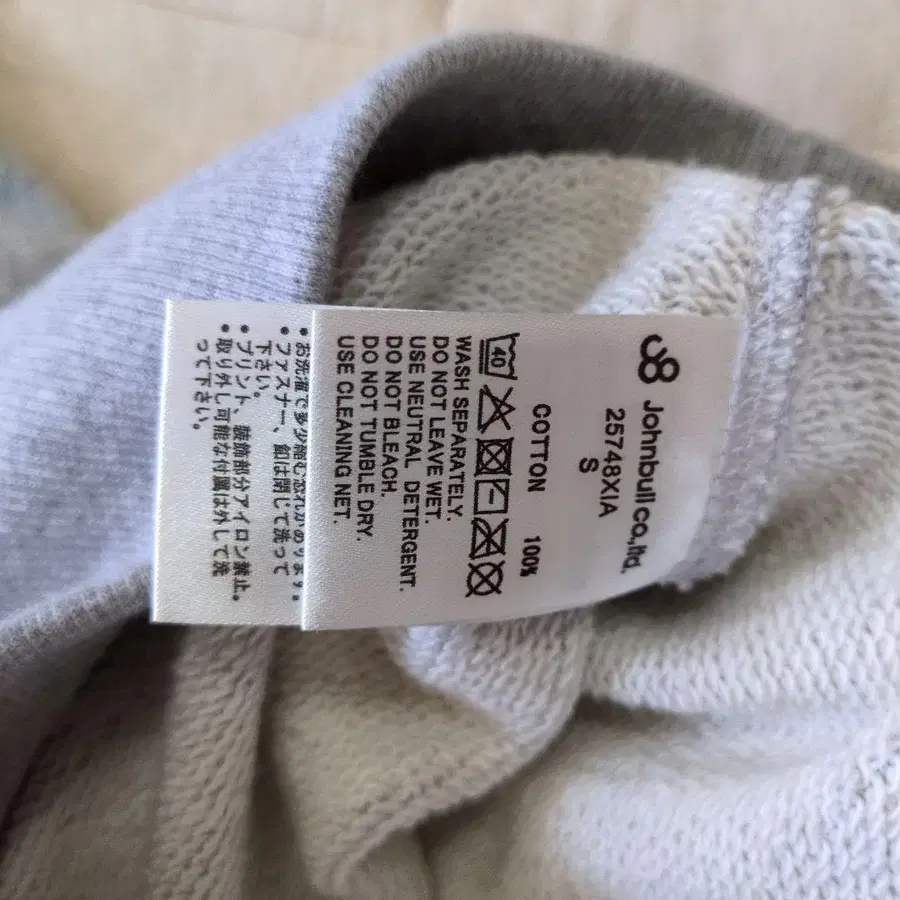 Johnbull co.,ltd.
25748XIA
S
COTTON 100%
40
WASH SEPARATELY.
DO NOT LEAVE WET.
USE NEUTRAL DETERGENT.
DO NOT BLEACH.
DO NOT TUMBLE DRY.
USE CLEANING NET.
•お洗濯で多少縮む恐れがあります。
•ファスナー、釦は閉じて洗って
下さい。
•プリント、装飾部分アイロン禁止。
•取り外し可能な付属は外して洗
って下さい。